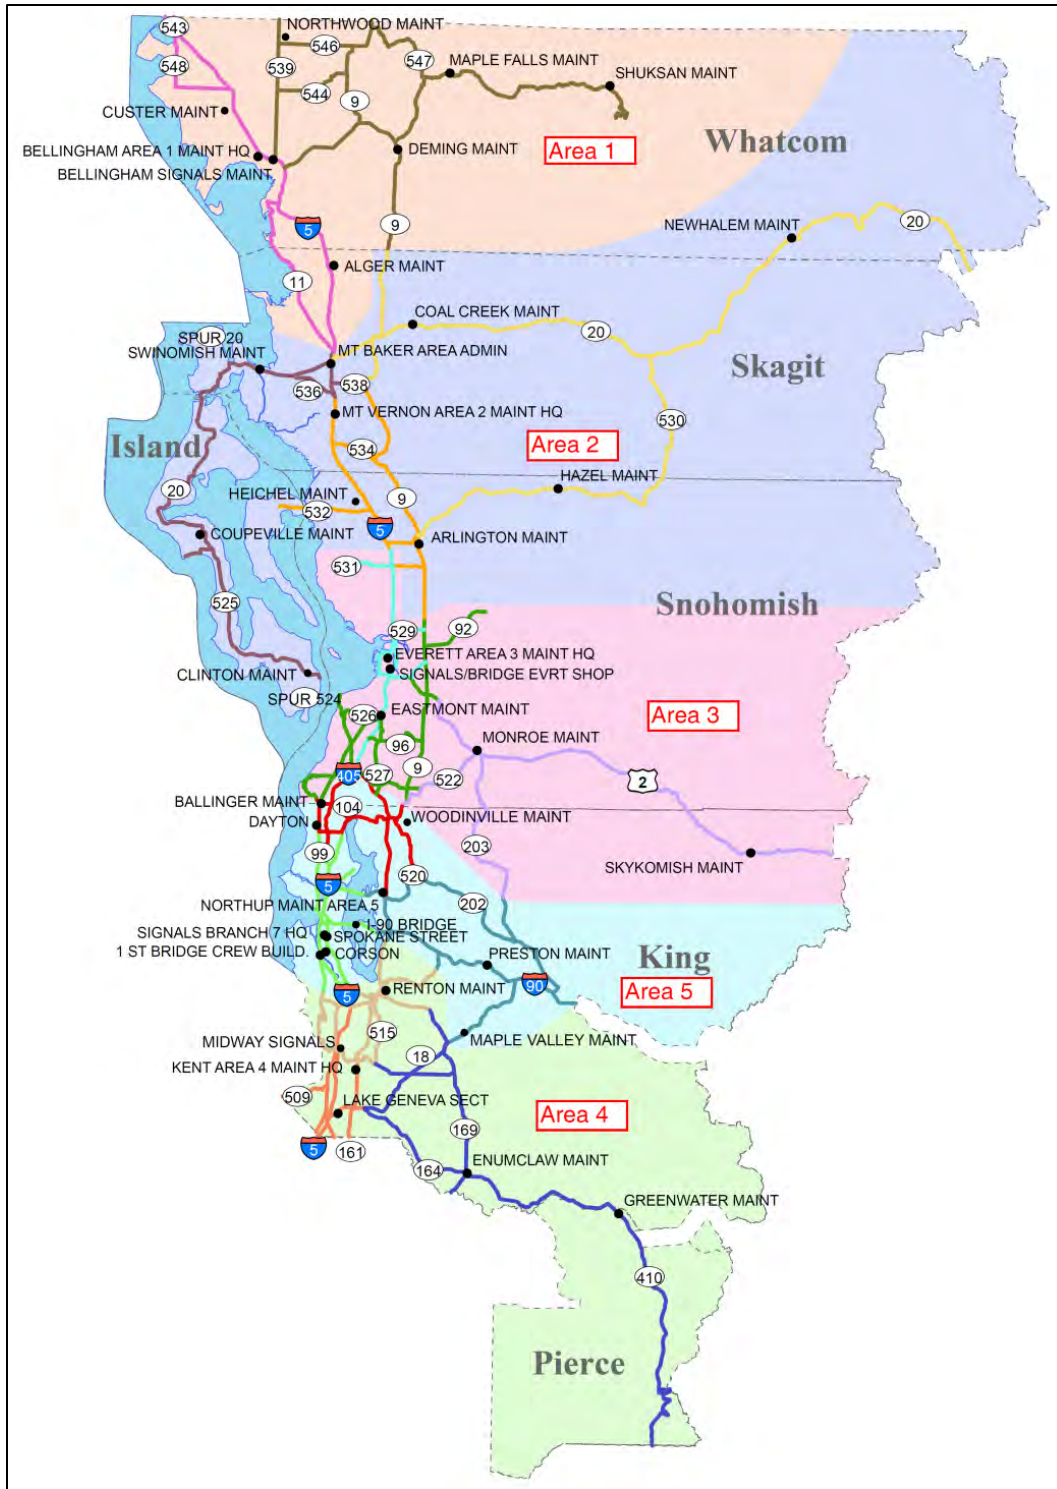 543
NORTHWOOD MAINT
546
548
539
547
MAPLE FALLS MAINT
SHUKSAN MAINT
544
9
CUSTER MAINT
Whatcom
BELLINGHAM AREA 1 MAINT HQ
DEMING MAINT
Area 1
BELLINGHAM SIGNALS MAINT
5
9
NEWHALEM MAINT
20
ALGER MAINT
11
COAL CREEK MAINT
20
SPUR 20
SWINOMISH MAINT
MT BAKER AREA ADMIN
Skagit
536
538
MT VERNON AREA 2 MAINT HQ
530
Island
534
Area 2
HAZEL MAINT
20
HEICHEL MAINT
9
532
5
COUPEVILLE MAINT
ARLINGTON MAINT
531
525
Snohomish
529
92
EVERETT AREA 3 MAINT HQ
CLINTON MAINT
SIGNALS/BRIDGE EVRT SHOP
SPUR 524
526
EASTMONT MAINT
Area 3
96
MONROE MAINT
405
527
9
522
2
BALLINGER MAINT
104
DAYTON
WOODINVILLE MAINT
99
203
SKYKOMISH MAINT
5
520
NORTHUP MAINT AREA 5
202
I-90 BRIDGE
SIGNALS BRANCH 7 HQ
SPOKANE STREET
1 ST BRIDGE CREW BUILD.
CORSON
PRESTON MAINT
King
90
5
RENTON MAINT
Area 5
515
MIDWAY SIGNALS
MAPLE VALLEY MAINT
18
KENT AREA 4 MAINT HQ
509
LAKE GENEVA SECT
Area 4
169
5
161
164
ENUMCLAW MAINT
GREENWATER MAINT
410
Pierce